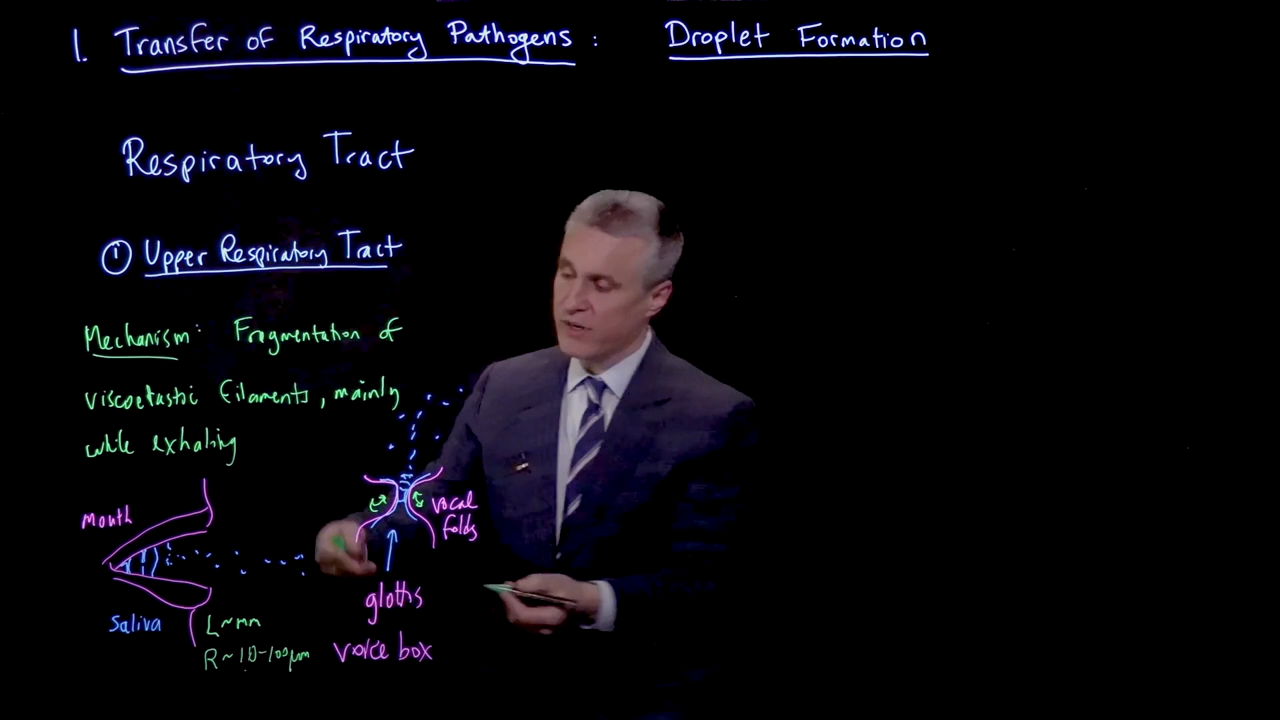 1. Transfer of Respiratory Pathogens : Droplet Formation
Respiratory Tract
① Upper Respiratory Tract
Mechanism: Fragmentation of
viscoelastic filaments, mainly
while exhaling
mouth
vocal
folds
saliva
L~mm
R~10-100μm
glottis
voice box